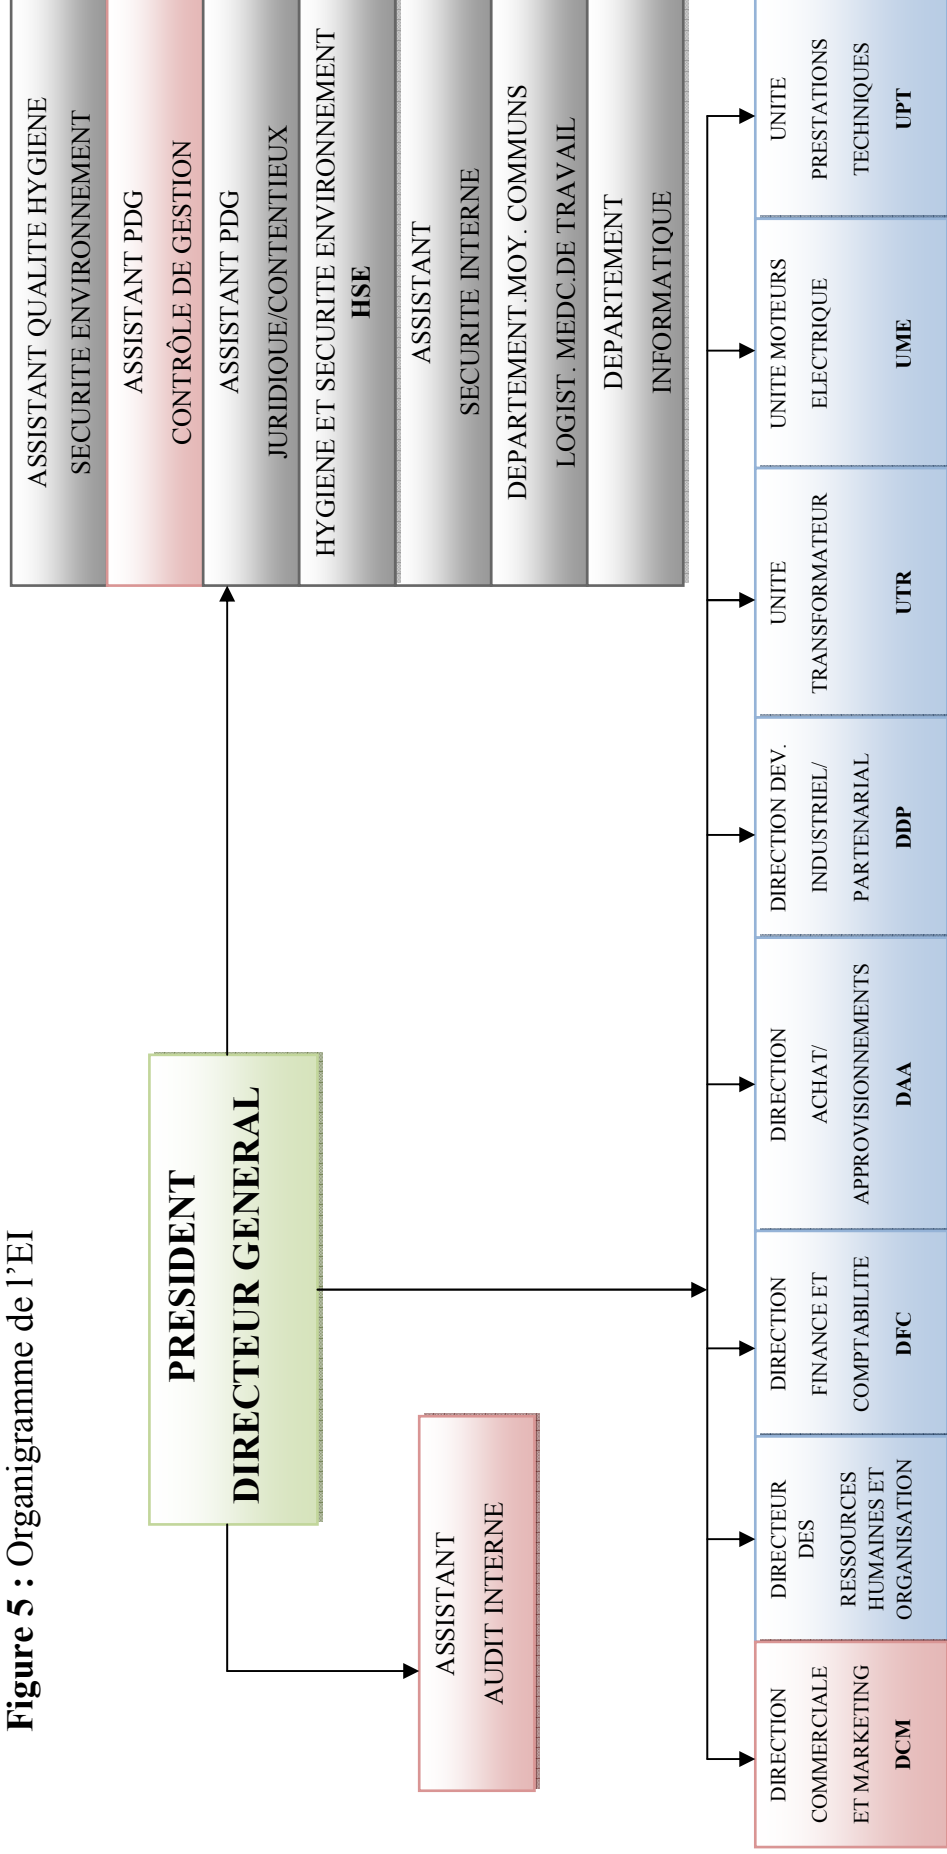 Figure 5 : Organigramme de l’EI
PRESIDENT
DIRECTEUR GENERAL
ASSISTANT
AUDIT INTERNE
ASSISTANT QUALITE HYGIENE
SECURITE ENVIRONNEMENT
ASSISTANT PDG
CONTRÔLE DE GESTION
ASSISTANT PDG
JURIDIQUE/CONTENTIEUX
HYGIENE ET SECURITE ENVIRONNEMENT
HSE
ASSISTANT
SECURITE INTERNE
DEPARTEMENT.MOY. COMMUNS
LOGIST. MEDC.DE TRAVAIL
DEPARTEMENT
INFORMATIQUE
DIRECTION
COMMERCIALE
ET MARKETING
DCM
DIRECTEUR
DES
RESSOURCES
HUMAINES ET
ORGANISATION
DIRECTION
FINANCE ET
COMPTABILITE
DFC
DIRECTION
ACHAT/
APPROVISIONNEMENTS
DAA
DIRECTION DEV.
INDUSTRIEL/
PARTENARIAL
DDP
UNITE
TRANSFORMATEUR
UTR
UNITE MOTEURS
ELECTRIQUE
UME
UNITE
PRESTATIONS
TECHNIQUES
UPT